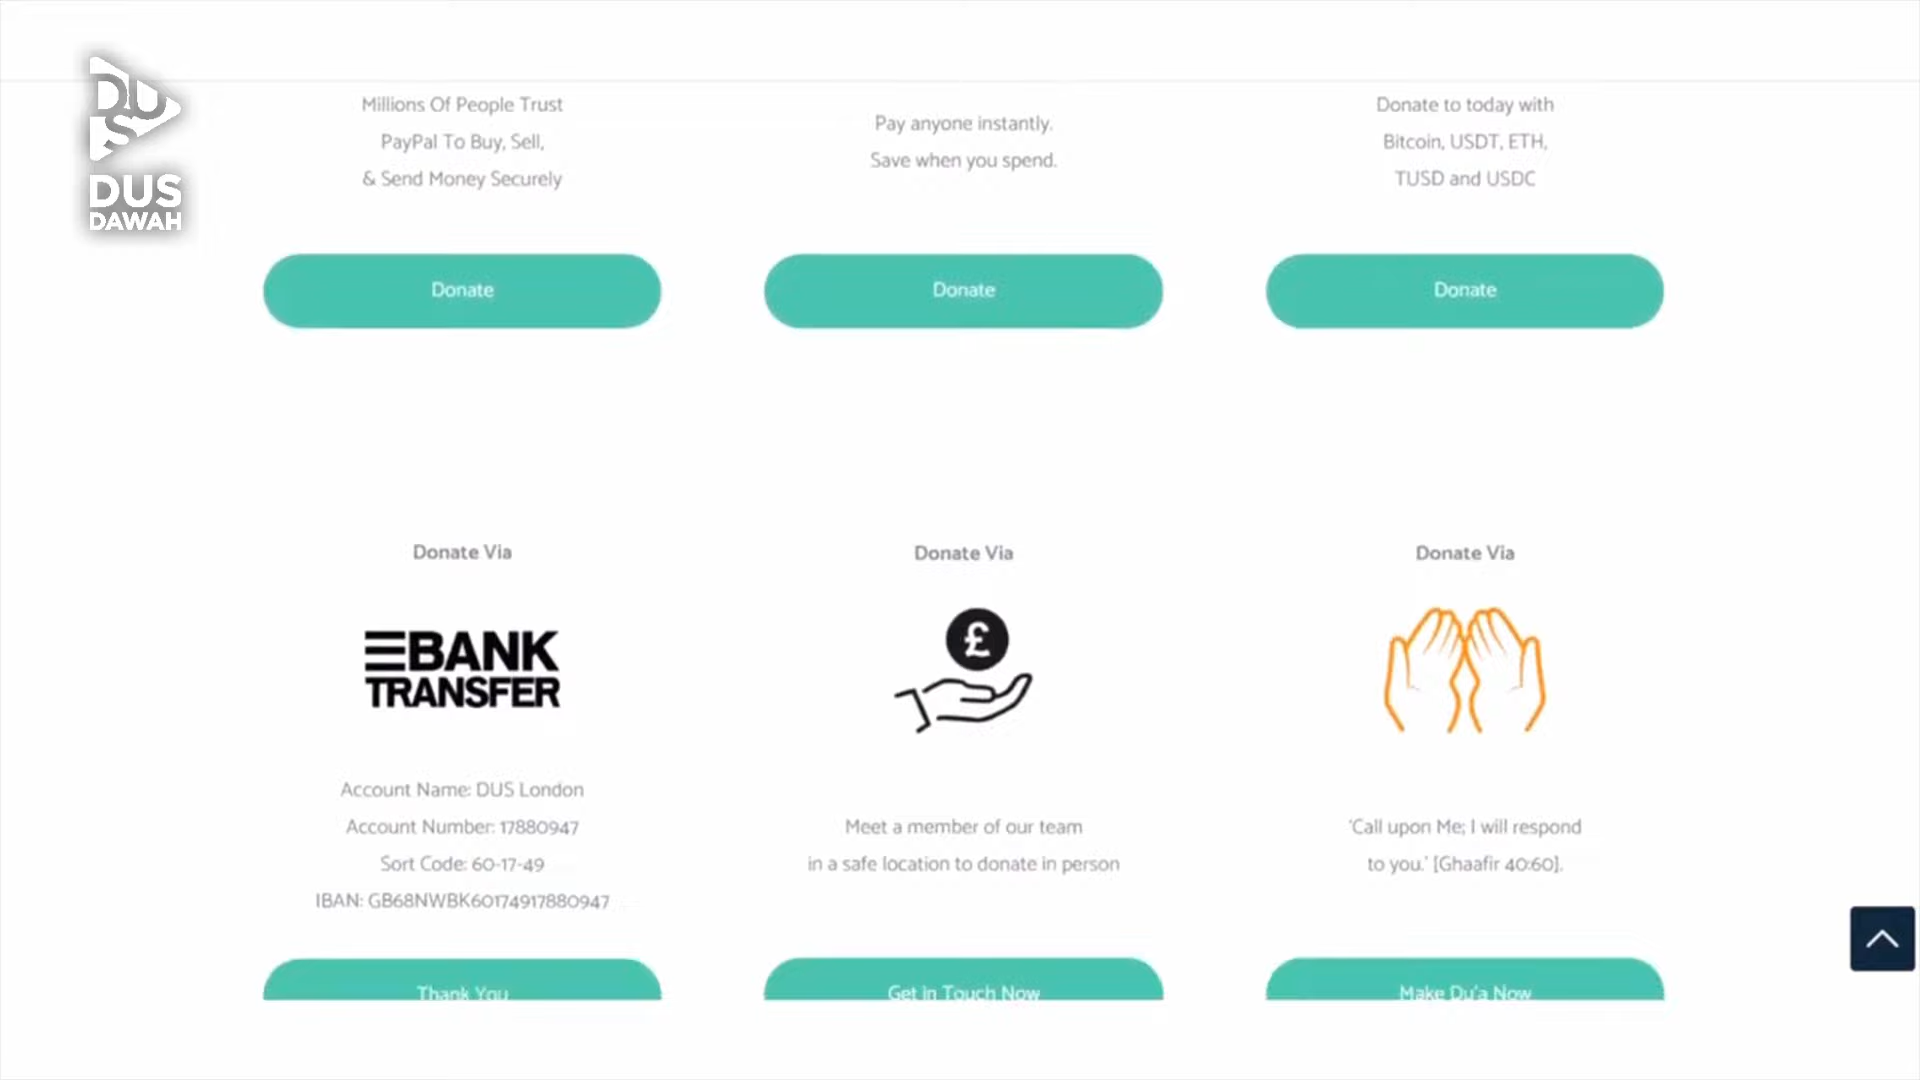 DUS
DUS
DAWAH
Millions Of People Trust
PayPal To Buy, Sell,
& Send Money Securely
Donate
Pay anyone instantly.
Save when you spend.
Donate
Donate to today with
Bitcoin, USDT, ETH,
TUSD and USDC
Donate
Donate Via
BANK
TRANSFER
Account Name: DUS London
Account Number: 17880947
Sort Code: 60-17-49
IBAN: GB68NWBK60174917880947
Thank You
Donate Via
£
Meet a member of our team
in a safe location to donate in person
Get in Touch Now
Donate Via
'Call upon Me; I will respond
to you.' [Ghaafir 40:60].
Make Du'a Now